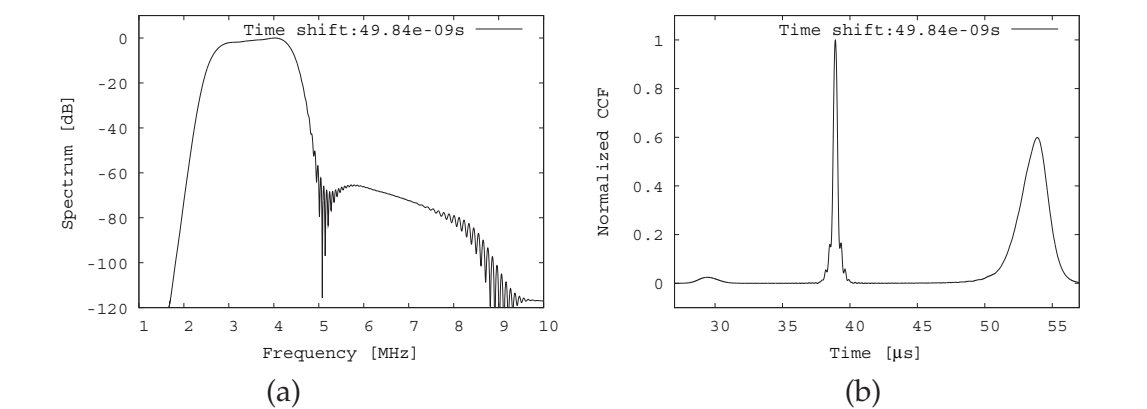 Time shift:49.84e-09s
0
-20
-40
-60
-80
-100
-120
Spectrum [dB]
1 2 3 4 5 6 7 8 9 10
Frequency [MHz]
(a)
Time shift:49.84e-09s
1
0.8
0.6
0.4
0.2
0
Normalized CCF
30 35 40 45 50 55
Time [μs]
(b)